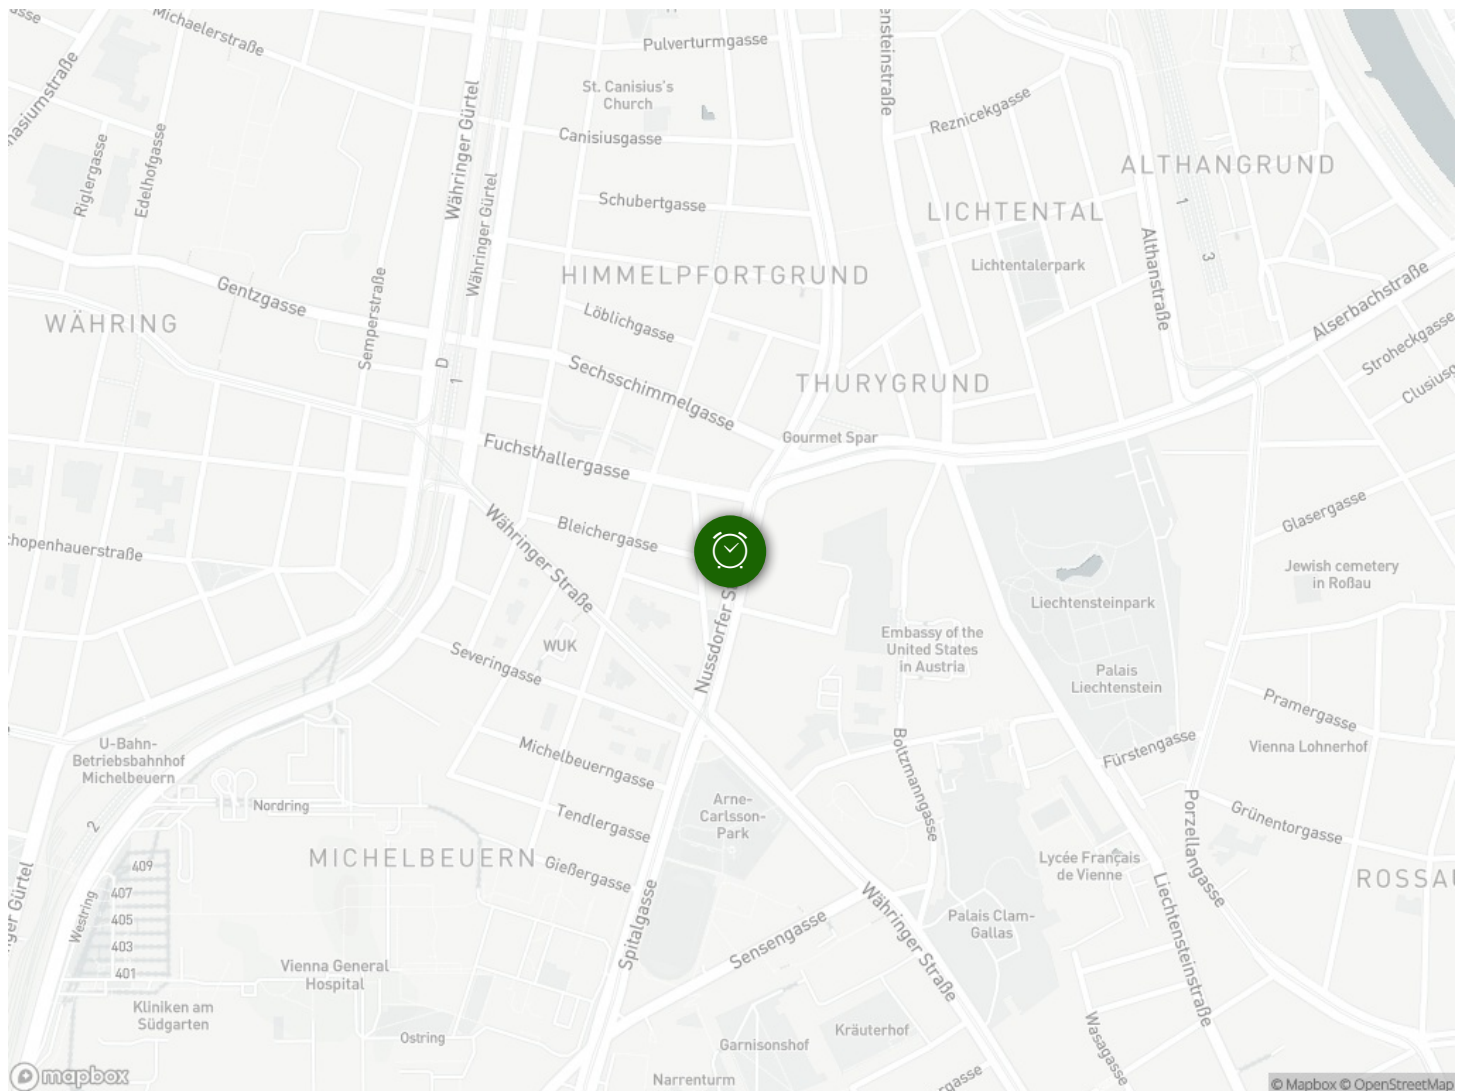 Michaelerstraße
Pulverturmgasse
St. Canisius's
Church
Währinger Gürtel
Canisiusgasse
Reznicekgasse
Riglergasse
Edelhofgasse
ALTHANGRUND
1
Währinger Gürtel
Schubertgasse
LICHTENTAL
Althanstraße
3
Lichtentalerpark
HIMMELPFORTGRUND
Gentzgasse
Semperstraße
Löblichgasse
Alserbachstraße
WÄHRING
Stroheckgasse
D
1
Sechsschimmelgasse
THURYGRUND
Gourmet Spar
Fuchsthallergasse
Währinger Straße
Bleichergasse
Glasergasse
Jewish cemetery
in Roßau
Liechtensteinpark
Nussdorfer
Embassy of the
United States
in Austria
WUK
Severingasse
Palais
Liechtenstein
Pramergasse
Vienna Lohnerhof
U-Bahn-
Betriebsbahnhof
Michelbeuern
Michelbeuerngasse
Boltzmanngasse
Fürstengasse
Nordring
2
Arne-
Carlsson-
Park
Tendlergasse
Porzellangasse
Grünentorgasse
MICHELBEUERN
Gießergasse
Lycée Français
de Vienne
409
407
405
403
401
Westring
Spitalgasse
Sensengasse
Währinger Straße
Palais Clam-
Gallas
Liechtensteinstraße
Vienna General
Hospital
Kliniken am
Südgarten
Ostring
Garnisonshof
Kräuterhof
Wasagasse
Narrenturm
mapbox
© Mapbox © OpenStreetMap